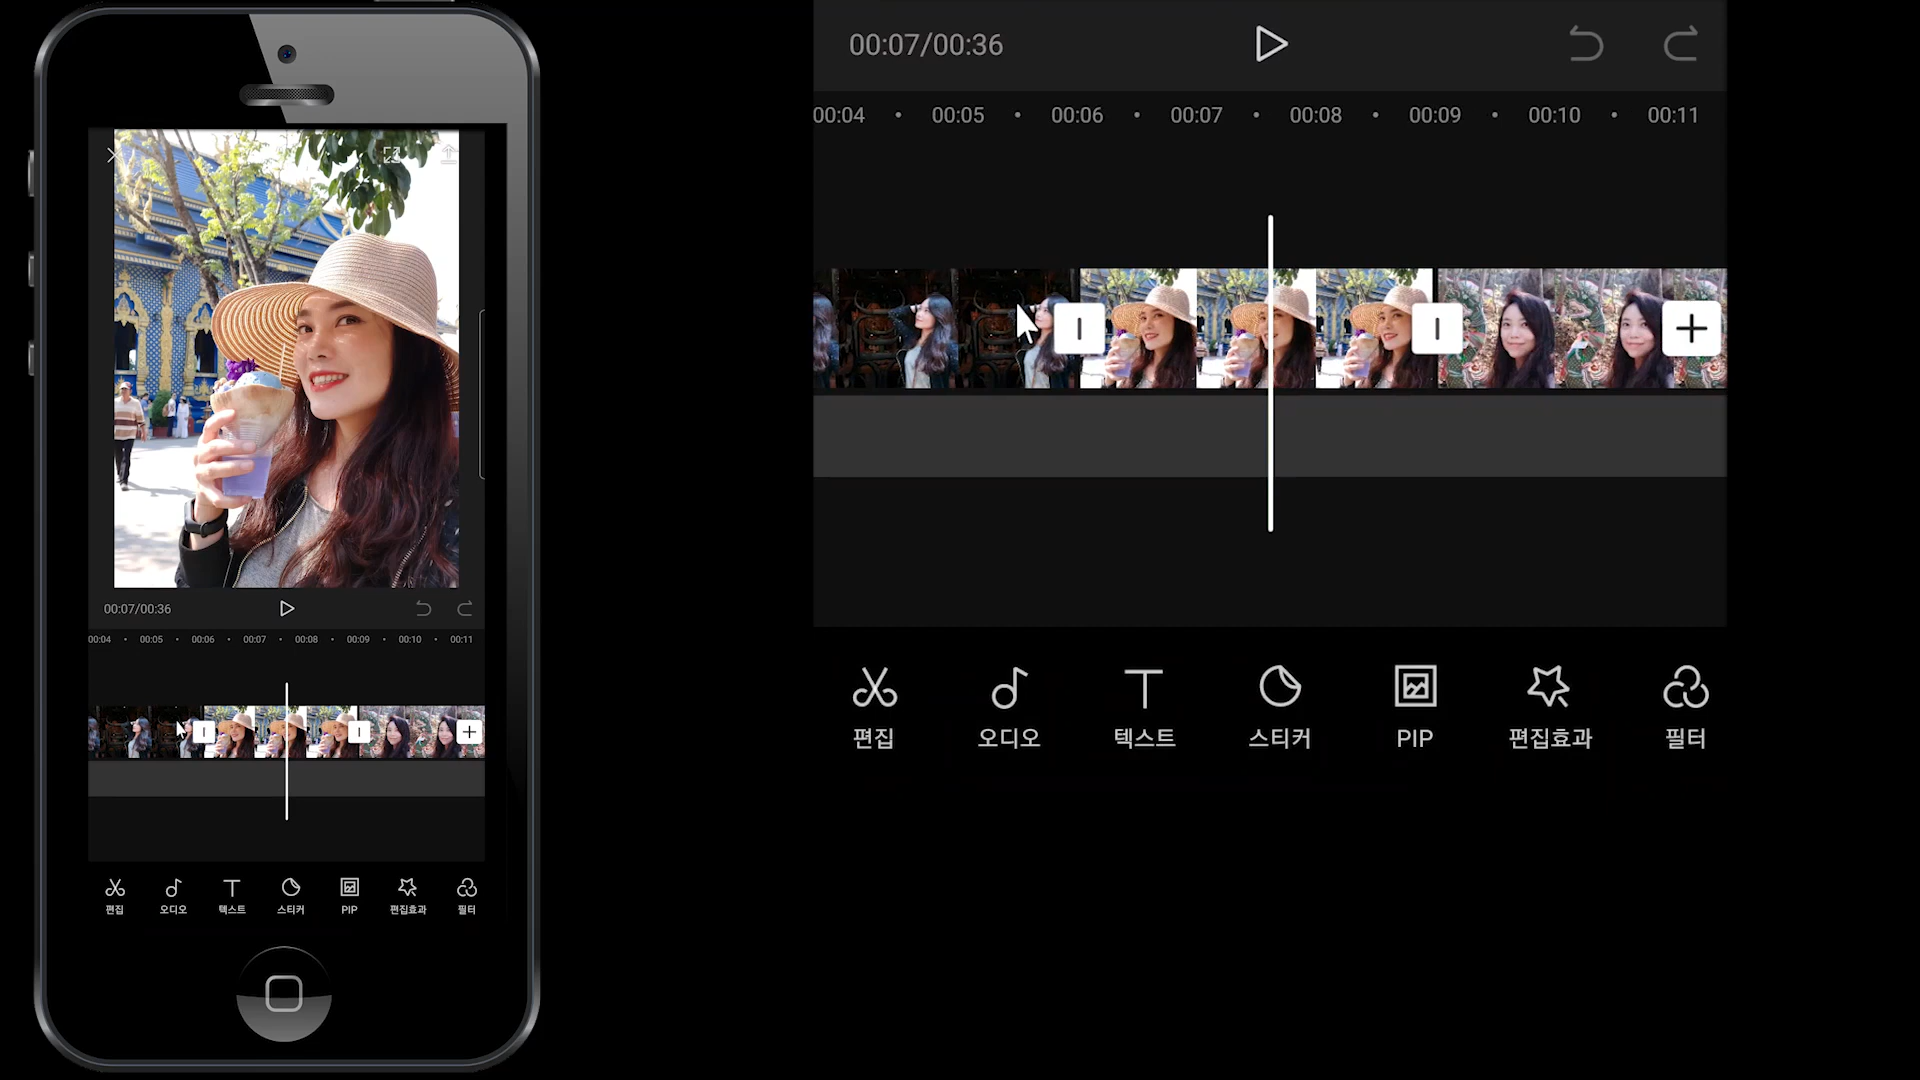 00:07/00:36
00:04 00:05 00:06 00:07 00:08 00:09 00:10 00:11
편집 오디오 텍스트 스티커 PIP 편집효과 필터
00:07/00:36
00:04 • 00:05 • 00:06 • 00:07 • 00:08 • 00:09 • 00:10 • 00:11
편집 오디오 텍스트 스티커 PIP 편집효과 필터